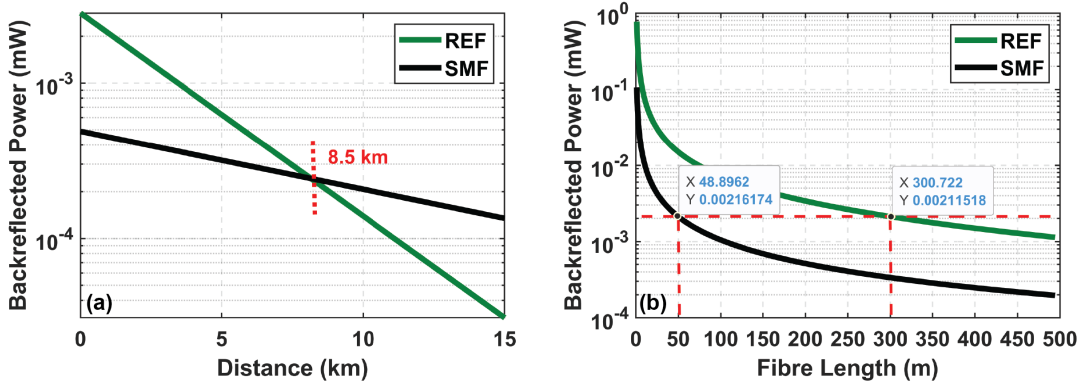 Backreflected Power (mW)
10^-3
10^-4
REF
SMF
8.5 km
(a)
0
5
10
15
Distance (km)
Backreflected Power (mW)
10^0
10^-1
10^-2
10^-3
10^-4
REF
SMF
X 48.8962
Y 0.00216174
X 300.722
Y 0.00211518
(b)
0 50 100 150 200 250 300 350 400 450 500
Fibre Length (m)